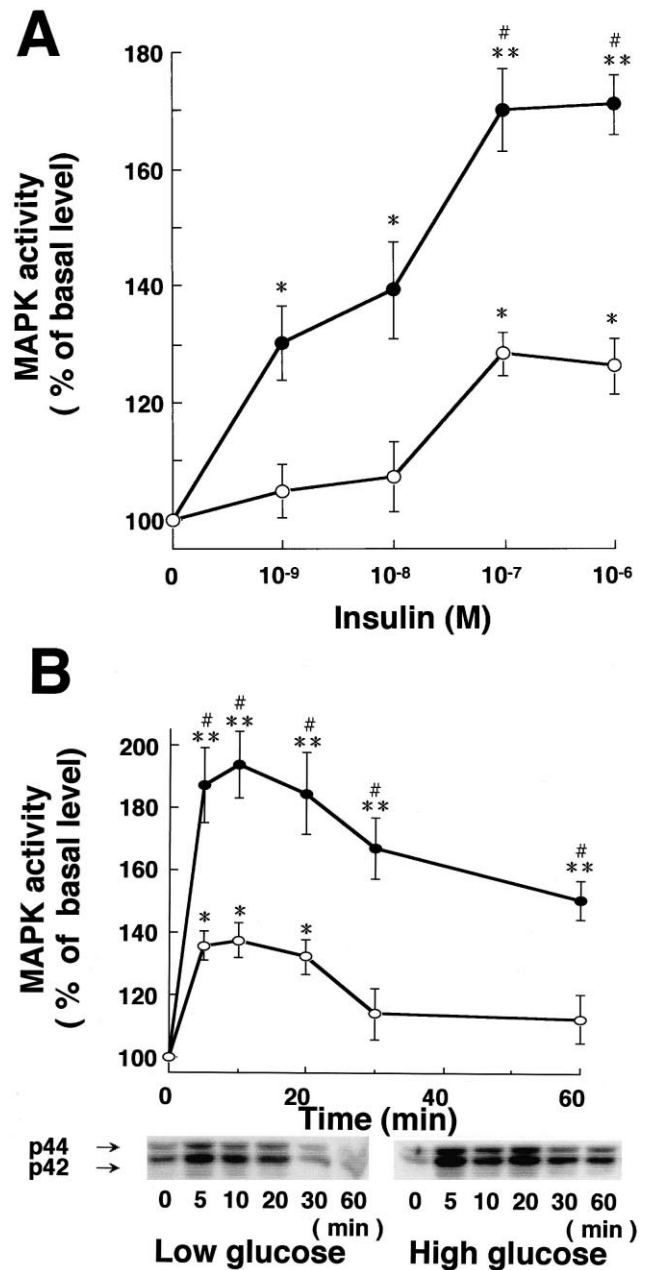 A
# #
180 ** **
MAPK activity
( % of basal level)
160
*
140
*
* *
120
100
0 10-9 10-8 10-7 10-6
Insulin (M)
B
# # # # #
** ** ** ** **
200
MAPK activity
( % of basal level)
180
160
140 * * *
120
100
0 20 40 60
Time (min)
p44 →
p42 →
0 5 10 20 30 60 0 5 10 20 30 60
( min ) ( min )
Low glucose High glucose